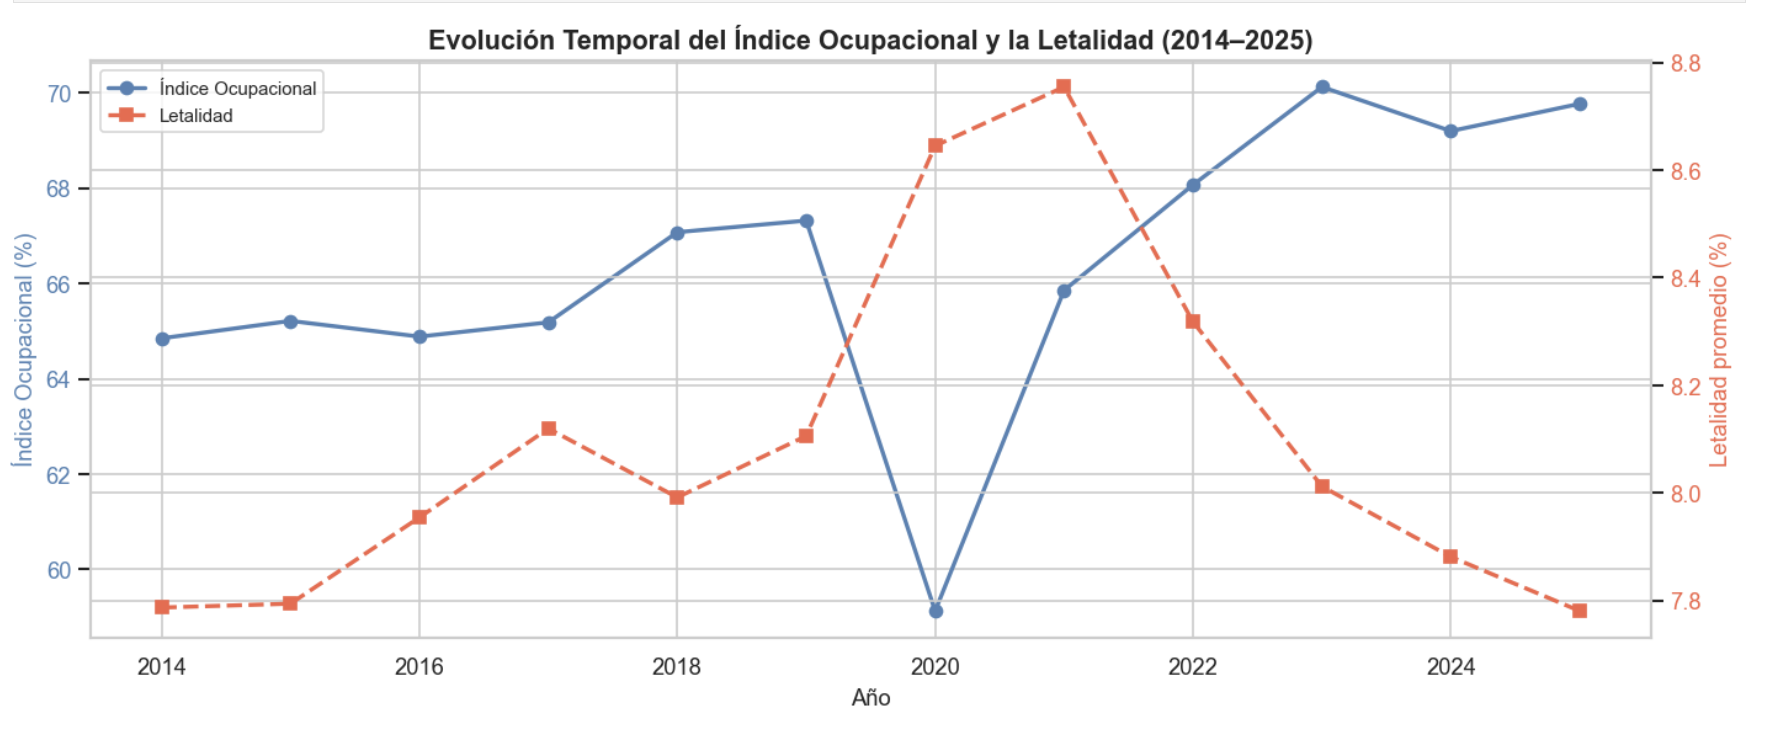 Evolución Temporal del Índice Ocupacional y la Letalidad (2014–2025)
Índice Ocupacional
Letalidad
Índice Ocupacional (%)
70
68
66
64
62
60
8.8
8.6
8.4
8.2
8.0
7.8
Letalidad promedio (%)
2014 2016 2018 2020 2022 2024
Año